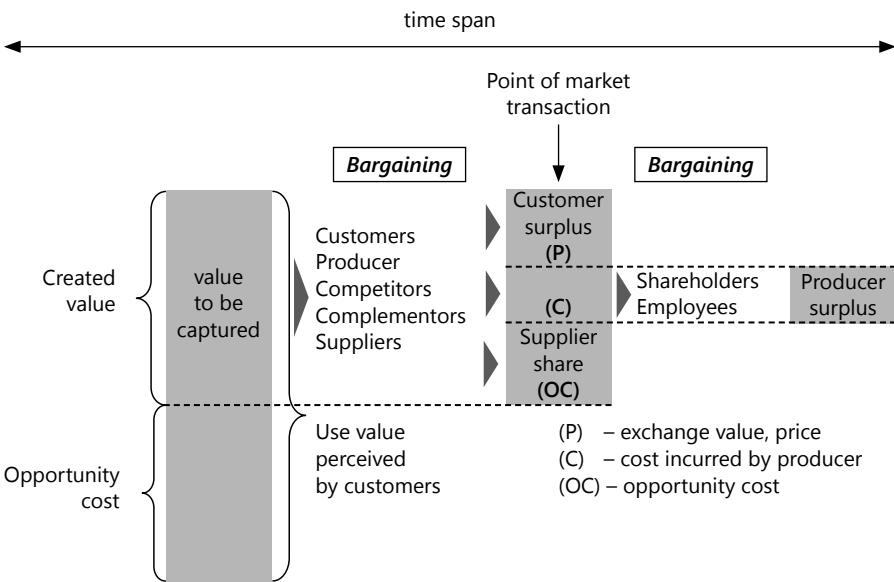 time span
Point of market
transaction
Bargaining
Bargaining
Created
value
value
to be
captured
Customers
Producer
Competitors
Complementors
Suppliers
Customer
surplus
(P)
(C)
Supplier
share
(OC)
Shareholders
Employees
Producer
surplus
Opportunity
cost
Use value
perceived
by customers
(P) – exchange value, price
(C) – cost incurred by producer
(OC) – opportunity cost